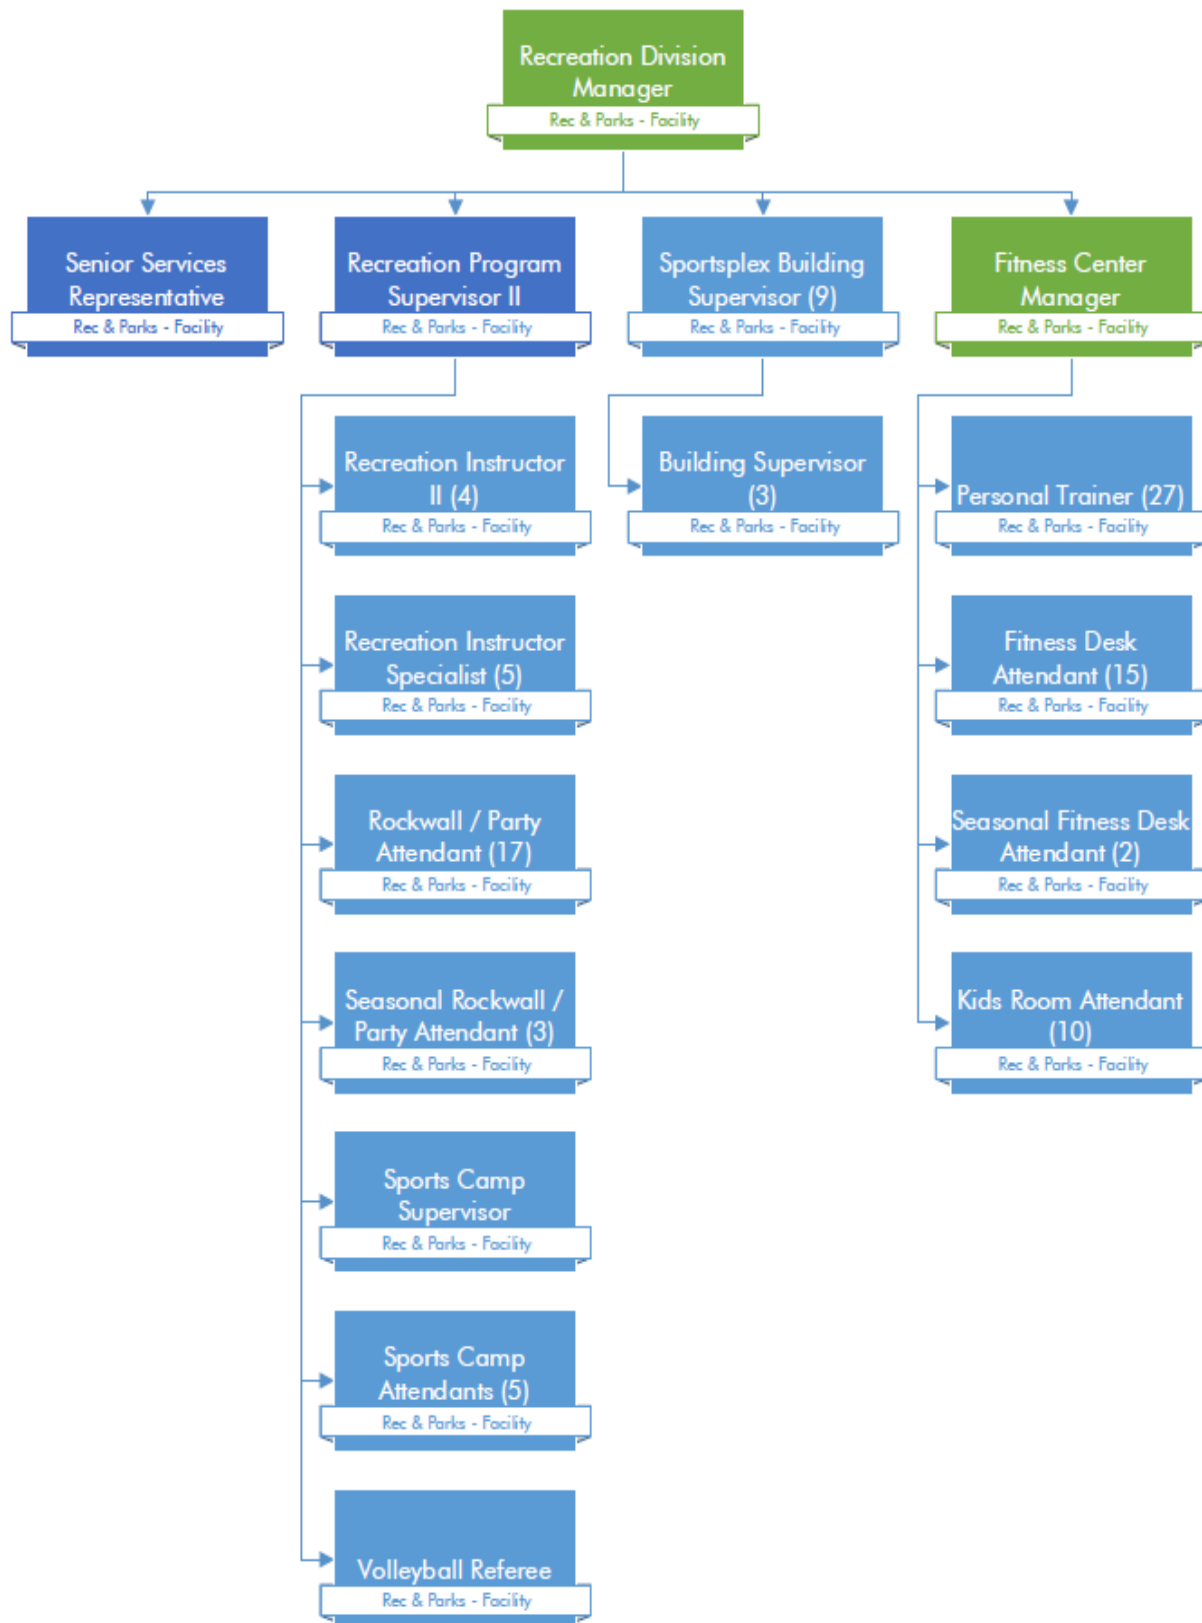 Recreation Division
Manager
Rec & Parks - Facility
Senior Services
Representative
Rec & Parks - Facility
Recreation Program
Supervisor II
Rec & Parks - Facility
Sportsplex Building
Supervisor (9)
Rec & Parks - Facility
Fitness Center
Manager
Rec & Parks - Facility
Recreation Instructor
II (4)
Rec & Parks - Facility
Recreation Instructor
Specialist (5)
Rec & Parks - Facility
Rockwall / Party
Attendant (17)
Rec & Parks - Facility
Seasonal Rockwall /
Party Attendant (3)
Rec & Parks - Facility
Sports Camp
Supervisor
Rec & Parks - Facility
Sports Camp
Attendants (5)
Rec & Parks - Facility
Volleyball Referee
Rec & Parks - Facility
Building Supervisor
(3)
Rec & Parks - Facility
Personal Trainer (27)
Rec & Parks - Facility
Fitness Desk
Attendant (15)
Rec & Parks - Facility
Seasonal Fitness Desk
Attendant (2)
Rec & Parks - Facility
Kids Room Attendant
(10)
Rec & Parks - Facility